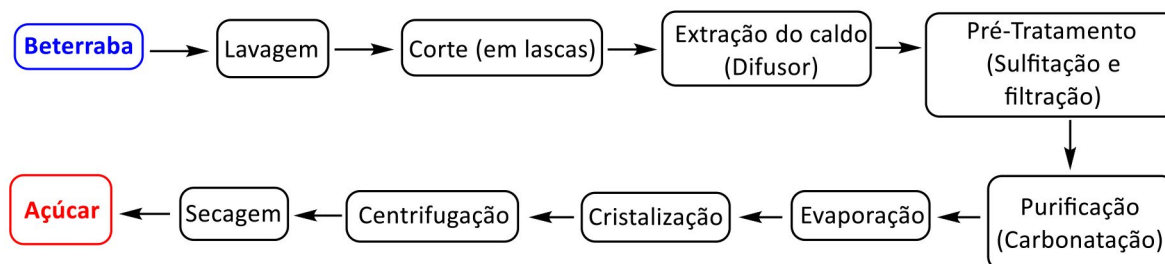 Beterraba
Lavagem
Corte (em lascas)
Extração do caldo
(Difusor)
Pré-Tratamento
(Sulfitação e
filtração)
Purificação
(Carbonatação)
Evaporação
Cristalização
Centrifugação
Secagem
Açúcar